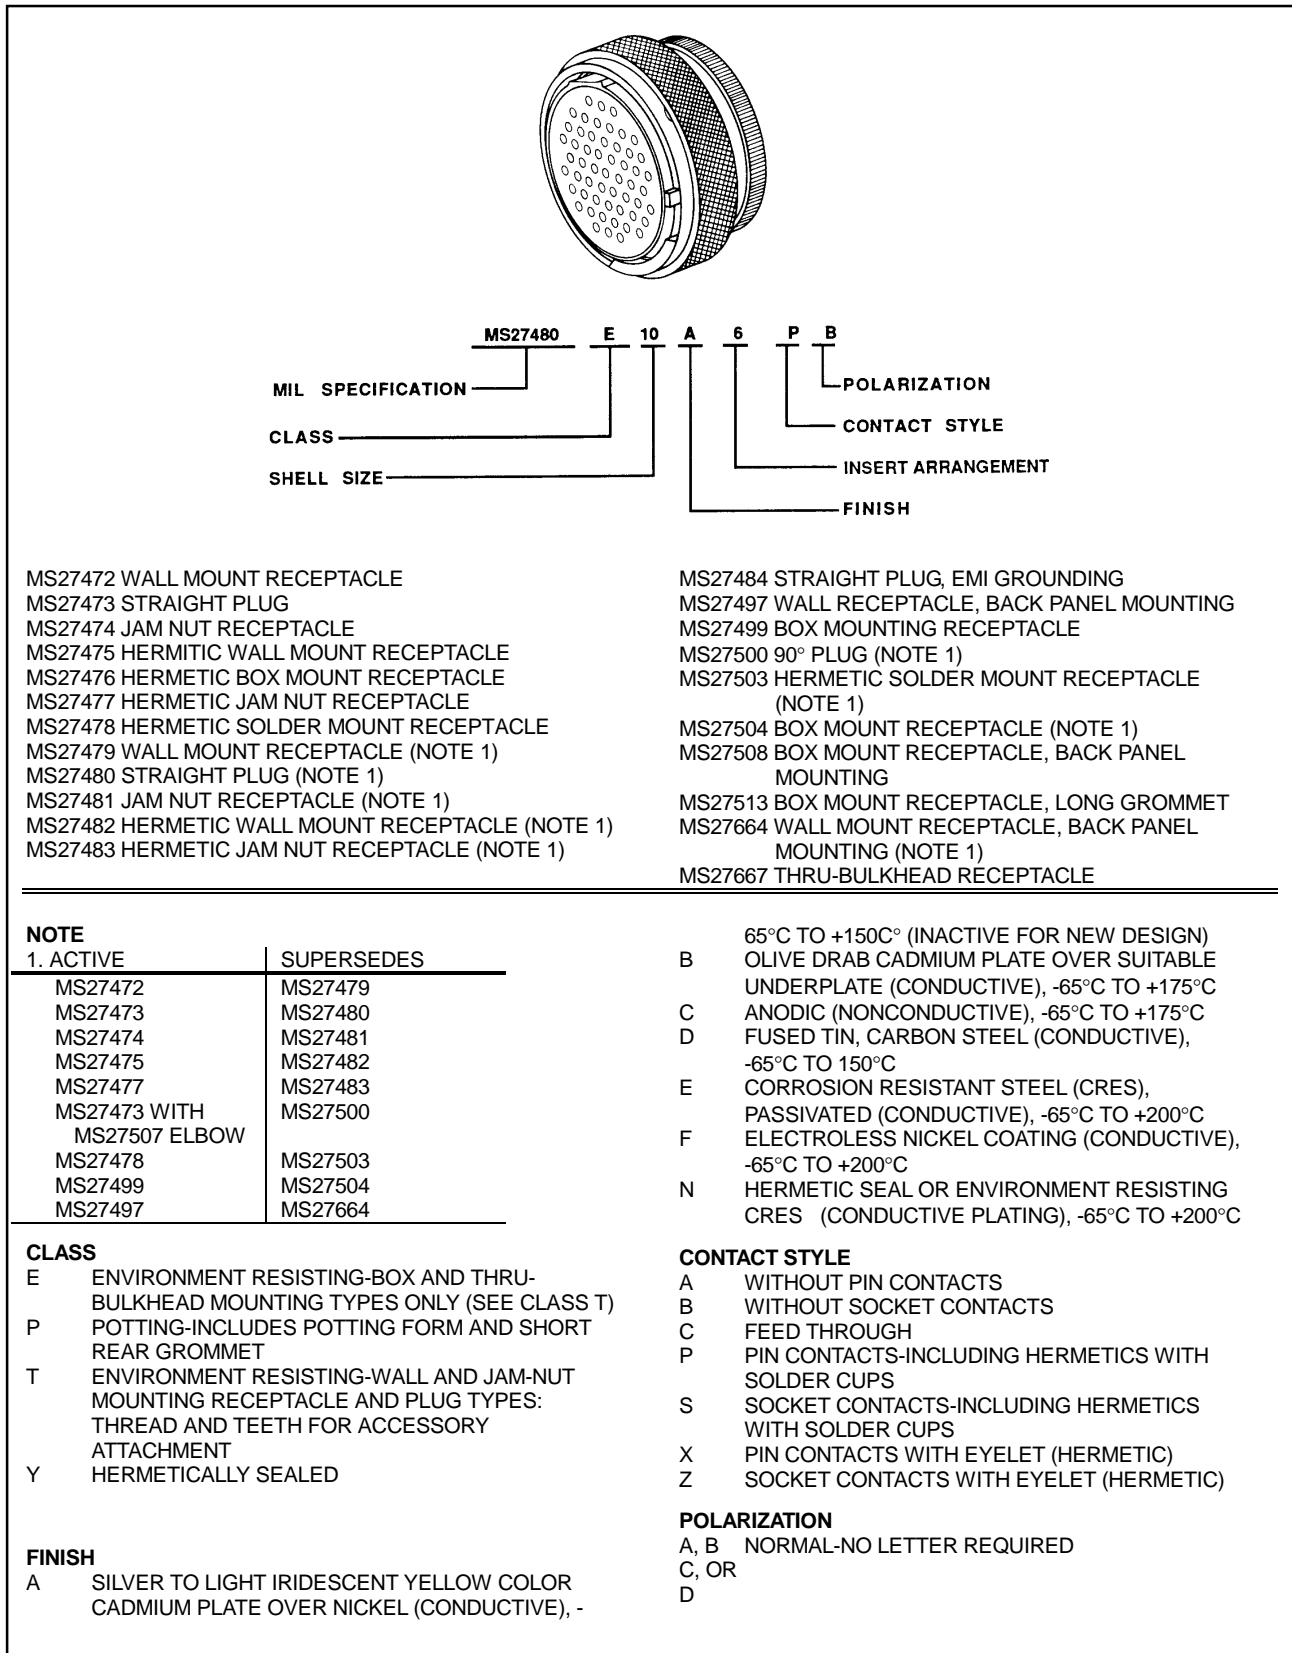 MS27480 E 10 A 6 P B
MIL SPECIFICATION
POLARIZATION
CLASS
CONTACT STYLE
SHELL SIZE
INSERT ARRANGEMENT
FINISH
MS27472 WALL MOUNT RECEPTACLE
MS27473 STRAIGHT PLUG
MS27474 JAM NUT RECEPTACLE
MS27475 HERMITIC WALL MOUNT RECEPTACLE
MS27476 HERMETIC BOX MOUNT RECEPTACLE
MS27477 HERMETIC JAM NUT RECEPTACLE
MS27478 HERMETIC SOLDER MOUNT RECEPTACLE
MS27479 WALL MOUNT RECEPTACLE (NOTE 1)
MS27480 STRAIGHT PLUG (NOTE 1)
MS27481 JAM NUT RECEPTACLE (NOTE 1)
MS27482 HERMETIC WALL MOUNT RECEPTACLE (NOTE 1)
MS27483 HERMETIC JAM NUT RECEPTACLE (NOTE 1)
MS27484 STRAIGHT PLUG, EMI GROUNDING
MS27497 WALL RECEPTACLE, BACK PANEL MOUNTING
MS27499 BOX MOUNTING RECEPTACLE
MS27500 90° PLUG (NOTE 1)
MS27503 HERMETIC SOLDER MOUNT RECEPTACLE
(NOTE 1)
MS27504 BOX MOUNT RECEPTACLE (NOTE 1)
MS27508 BOX MOUNT RECEPTACLE, BACK PANEL
MOUNTING
MS27513 BOX MOUNT RECEPTACLE, LONG GROMMET
MS27664 WALL MOUNT RECEPTACLE, BACK PANEL
MOUNTING (NOTE 1)
MS27667 THRU-BULKHEAD RECEPTACLE
NOTE
1. ACTIVE SUPERSEDES
MS27472 MS27479
MS27473 MS27480
MS27474 MS27481
MS27475 MS27482
MS27477 MS27483
MS27473 WITH MS27500
MS27507 ELBOW
MS27478 MS27503
MS27499 MS27504
MS27497 MS27664
CLASS
E ENVIRONMENT RESISTING-BOX AND THRU-
BULKHEAD MOUNTING TYPES ONLY (SEE CLASS T)
P POTTING-INCLUDES POTTING FORM AND SHORT
REAR GROMMET
T ENVIRONMENT RESISTING-WALL AND JAM-NUT
MOUNTING RECEPTACLE AND PLUG TYPES:
THREAD AND TEETH FOR ACCESSORY
ATTACHMENT
Y HERMETICALLY SEALED
FINISH
A SILVER TO LIGHT IRIDESCENT YELLOW COLOR
CADMIUM PLATE OVER NICKEL (CONDUCTIVE), -
65°C TO +150C° (INACTIVE FOR NEW DESIGN)
B OLIVE DRAB CADMIUM PLATE OVER SUITABLE
UNDERPLATE (CONDUCTIVE), -65°C TO +175°C
C ANODIC (NONCONDUCTIVE), -65°C TO +175°C
D FUSED TIN, CARBON STEEL (CONDUCTIVE),
-65°C TO 150°C
E CORROSION RESISTANT STEEL (CRES),
PASSIVATED (CONDUCTIVE), -65°C TO +200°C
F ELECTROLESS NICKEL COATING (CONDUCTIVE),
-65°C TO +200°C
N HERMETIC SEAL OR ENVIRONMENT RESISTING
CRES (CONDUCTIVE PLATING), -65°C TO +200°C
CONTACT STYLE
A WITHOUT PIN CONTACTS
B WITHOUT SOCKET CONTACTS
C FEED THROUGH
P PIN CONTACTS-INCLUDING HERMETICS WITH
SOLDER CUPS
S SOCKET CONTACTS-INCLUDING HERMETICS
WITH SOLDER CUPS
X PIN CONTACTS WITH EYELET (HERMETIC)
Z SOCKET CONTACTS WITH EYELET (HERMETIC)
POLARIZATION
A, B NORMAL-NO LETTER REQUIRED
C, OR
D